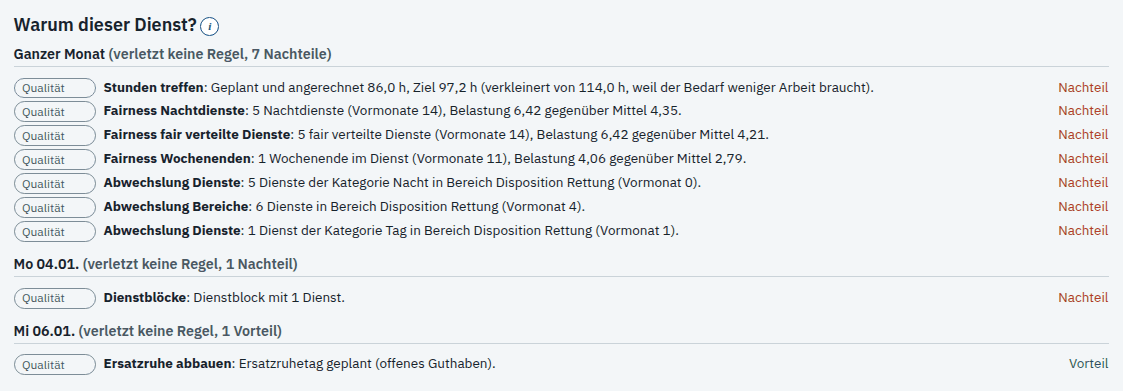 Warum dieser Dienst? i
Ganzer Monat (verletzt keine Regel, 7 Nachteile)
Qualität Stunden treffen: Geplant und angerechnet 86,0 h, Ziel 97,2 h (verkleinert von 114,0 h, weil der Bedarf weniger Arbeit braucht). Nachteil
Qualität Fairness Nachtdienste: 5 Nachtdienste (Vormonate 14), Belastung 6,42 gegenüber Mittel 4,35. Nachteil
Qualität Fairness fair verteilte Dienste: 5 fair verteilte Dienste (Vormonate 14), Belastung 6,42 gegenüber Mittel 4,21. Nachteil
Qualität Fairness Wochenenden: 1 Wochenende im Dienst (Vormonate 11), Belastung 4,06 gegenüber Mittel 2,79. Nachteil
Qualität Abwechslung Dienste: 5 Dienste der Kategorie Nacht in Bereich Disposition Rettung (Vormonat 0). Nachteil
Qualität Abwechslung Bereiche: 6 Dienste in Bereich Disposition Rettung (Vormonat 4). Nachteil
Qualität Abwechslung Dienste: 1 Dienst der Kategorie Tag in Bereich Disposition Rettung (Vormonat 1). Nachteil
Mo 04.01. (verletzt keine Regel, 1 Nachteil)
Qualität Dienstblöcke: Dienstblock mit 1 Dienst. Nachteil
Mi 06.01. (verletzt keine Regel, 1 Vorteil)
Qualität Ersatzruhe abbauen: Ersatzruhetag geplant (offenes Guthaben). Vorteil